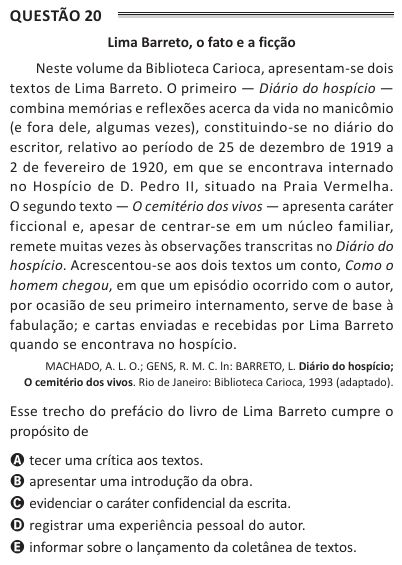 QUESTÃO 20
Lima Barreto, o fato e a ficção
Neste volume da Biblioteca Carioca, apresentam-se dois
textos de Lima Barreto. O primeiro — Diário do hospício —
combina memórias e reflexões acerca da vida no manicômio
(e fora dele, algumas vezes), constituindo-se no diário do
escritor, relativo ao período de 25 de dezembro de 1919 a
2 de fevereiro de 1920, em que se encontrava internado
no Hospício de D. Pedro II, situado na Praia Vermelha.
O segundo texto — O cemitério dos vivos — apresenta caráter
ficcional e, apesar de centrar-se em um núcleo familiar,
remete muitas vezes às observações transcritas no Diário do
hospício. Acrescentou-se aos dois textos um conto, Como o
homem chegou, em que um episódio ocorrido com o autor,
por ocasião de seu primeiro internamento, serve de base à
fabulação; e cartas enviadas e recebidas por Lima Barreto
quando se encontrava no hospício.
MACHADO, A. L. O.; GENS, R. M. C. In: BARRETO, L. Diário do hospício;
O cemitério dos vivos. Rio de Janeiro: Biblioteca Carioca, 1993 (adaptado).
Esse trecho do prefácio do livro de Lima Barreto cumpre o
propósito de
A tecer uma crítica aos textos.
B apresentar uma introdução da obra.
C evidenciar o caráter confidencial da escrita.
D registrar uma experiência pessoal do autor.
E informar sobre o lançamento da coletânea de textos.